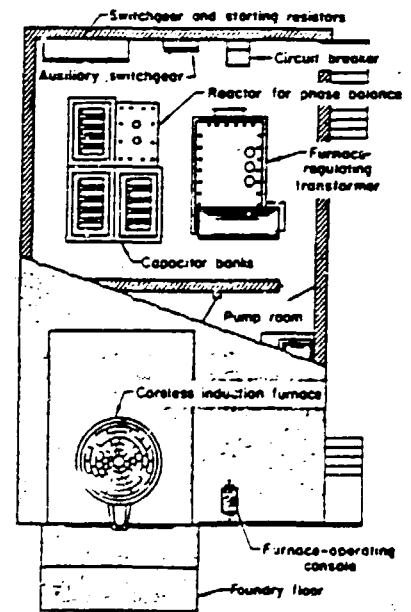 Switchgear and starting resistors
Auxiliary switchgear
Circuit breaker
Reactor for phase balance
Furnace-
regulating
transformer
Capacitor banks
Pump room
Coreless induction furnace
Furnace-operating
console
Foundry floor